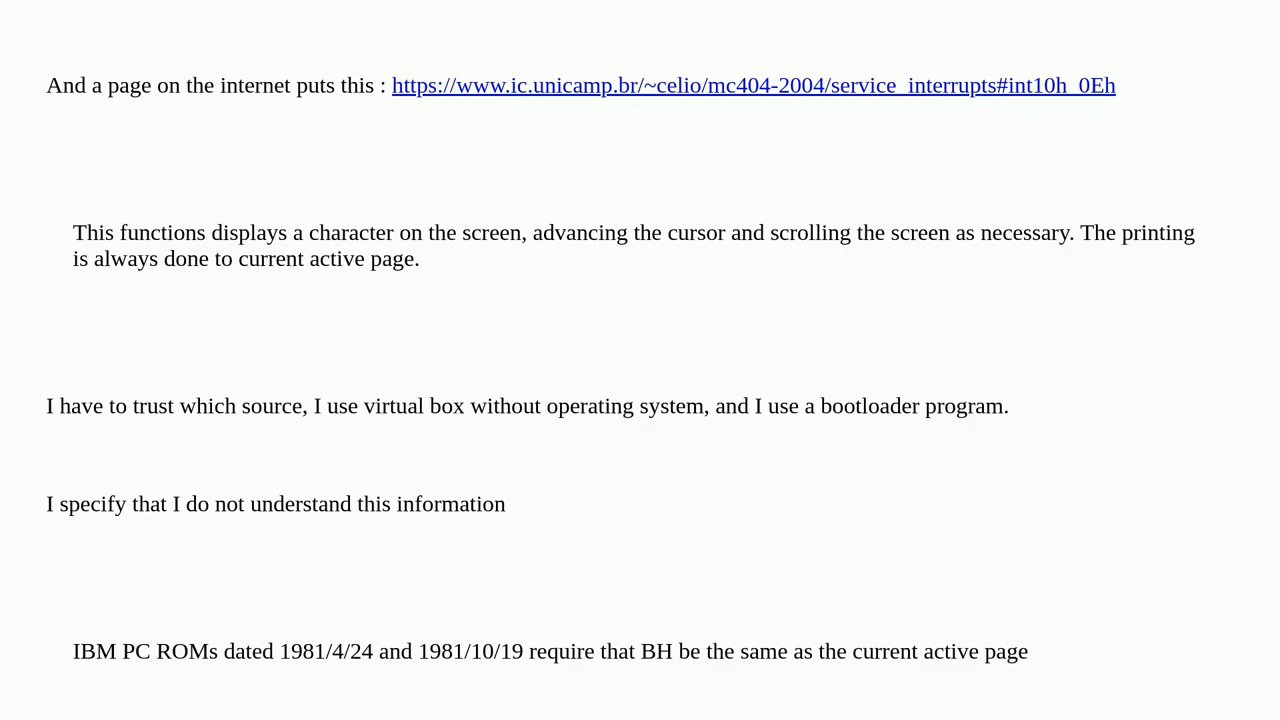 And a page on the internet puts this : https://www.ic.unicamp.br/~celio/mc404-2004/service_interrupts#int10h_0Eh
This functions displays a character on the screen, advancing the cursor and scrolling the screen as necessary. The printing
is always done to current active page.
I have to trust which source, I use virtual box without operating system, and I use a bootloader program.
I specify that I do not understand this information
IBM PC ROMs dated 1981/4/24 and 1981/10/19 require that BH be the same as the current active page